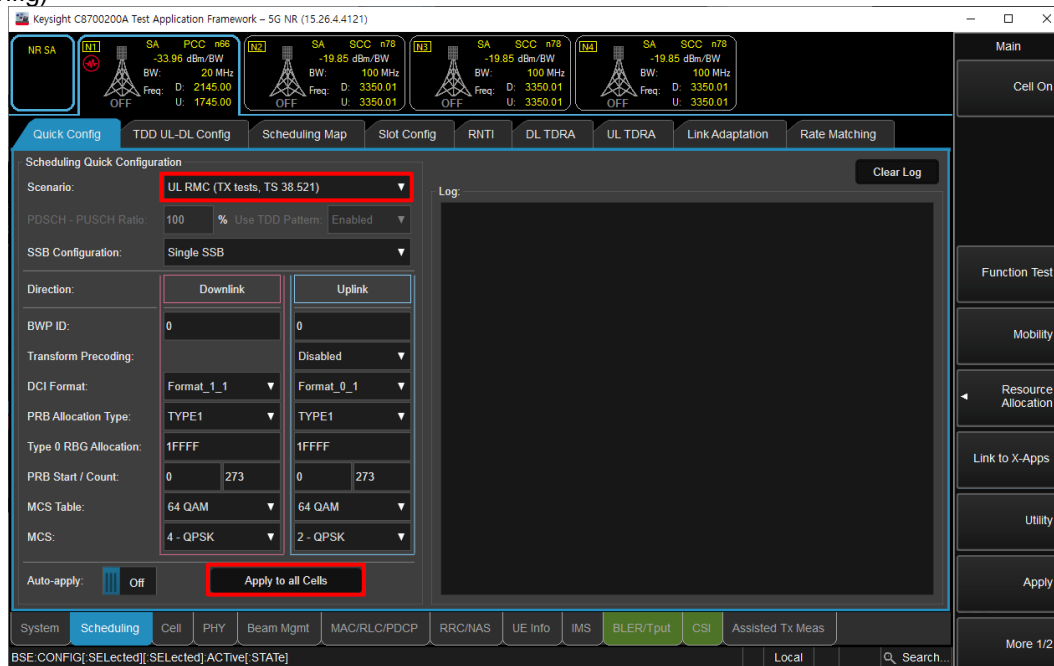 Keysight C8700200A Test Application Framework – 5G NR (15.26.4.4121)
NR SA
N1 SA PCC n66
-33.96 dBm/BW
BW: 20 MHz
Freq: D: 2145.00
U: 1745.00
OFF
N2 SA SCC n78
-19.85 dBm/BW
BW: 100 MHz
Freq: D: 3350.01
U: 3350.01
OFF
N3 SA SCC n78
-19.85 dBm/BW
BW: 100 MHz
Freq: D: 3350.01
U: 3350.01
OFF
N4 SA SCC n78
-19.85 dBm/BW
BW: 100 MHz
Freq: D: 3350.01
U: 3350.01
OFF
Quick Config TDD UL-DL Config Scheduling Map Slot Config RNTI DL TDRA UL TDRA Link Adaptation Rate Matching
Scheduling Quick Configuration
Scenario: UL RMC (TX tests, TS 38.521)
PDSCH - PUSCH Ratio: 100 % Use TDD Pattern: Enabled
SSB Configuration: Single SSB
Direction: Downlink Uplink
BWP ID: 0 0
Transform Precoding: Disabled
DCI Format: Format_1_1 Format_0_1
PRB Allocation Type: TYPE1 TYPE1
Type 0 RBG Allocation: 1FFFF 1FFFF
PRB Start / Count: 0 273 0 273
MCS Table: 64 QAM 64 QAM
MCS: 4 - QPSK 2 - QPSK
Auto-apply: Off Apply to all Cells
Clear Log
Log:
System Scheduling Cell PHY Beam Mgmt MAC/RLC/PDCP RRC/NAS UE Info IMS BLER/Tput CSI Assisted Tx Meas
BSE:CONFIG[:SELected][:SELected]:ACTive[:STATe] Local Search...
Main
Cell On
Function Test
Mobility
Resource
Allocation
Link to X-Apps
Utility
Apply
More 1/2